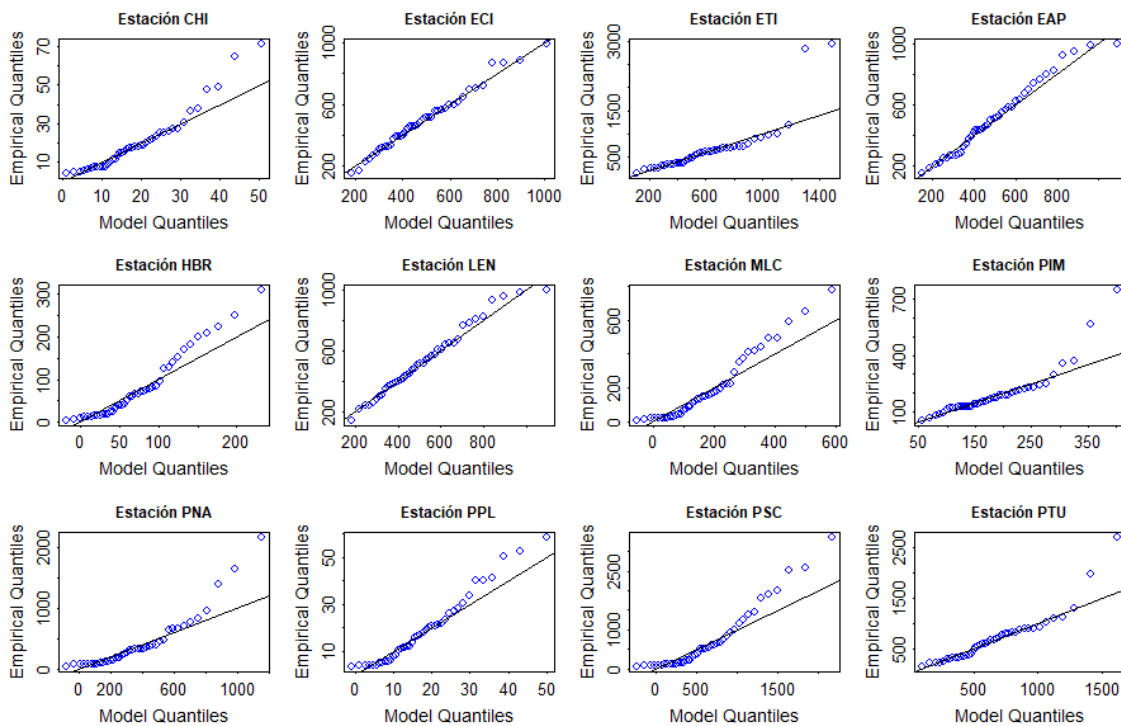 Estación CHI
Empirical Quantiles
10 30 50 70
0 10 20 30 40 50
Model Quantiles
Estación ECI
Empirical Quantiles
200 600 1000
200 400 600 800 1000
Model Quantiles
Estación ETI
Empirical Quantiles
500 1500 3000
200 600 1000 1400
Model Quantiles
Estación EAP
Empirical Quantiles
200 600 1000
200 400 600 800
Model Quantiles
Estación HBR
Empirical Quantiles
0 100 200 300
0 50 100 200
Model Quantiles
Estación LEN
Empirical Quantiles
200 600 1000
200 400 600 800
Model Quantiles
Estación MLC
Empirical Quantiles
0 200 600
0 200 400 600
Model Quantiles
Estación PIM
Empirical Quantiles
100 400 700
50 150 250 350
Model Quantiles
Estación PNA
Empirical Quantiles
0 1000 2000
0 200 600 1000
Model Quantiles
Estación PPL
Empirical Quantiles
10 30 50
0 10 20 30 40 50
Model Quantiles
Estación PSC
Empirical Quantiles
0 1000 2500
0 500 1500
Model Quantiles
Estación PTU
Empirical Quantiles
500 1500 2500
500 1000 1500
Model Quantiles